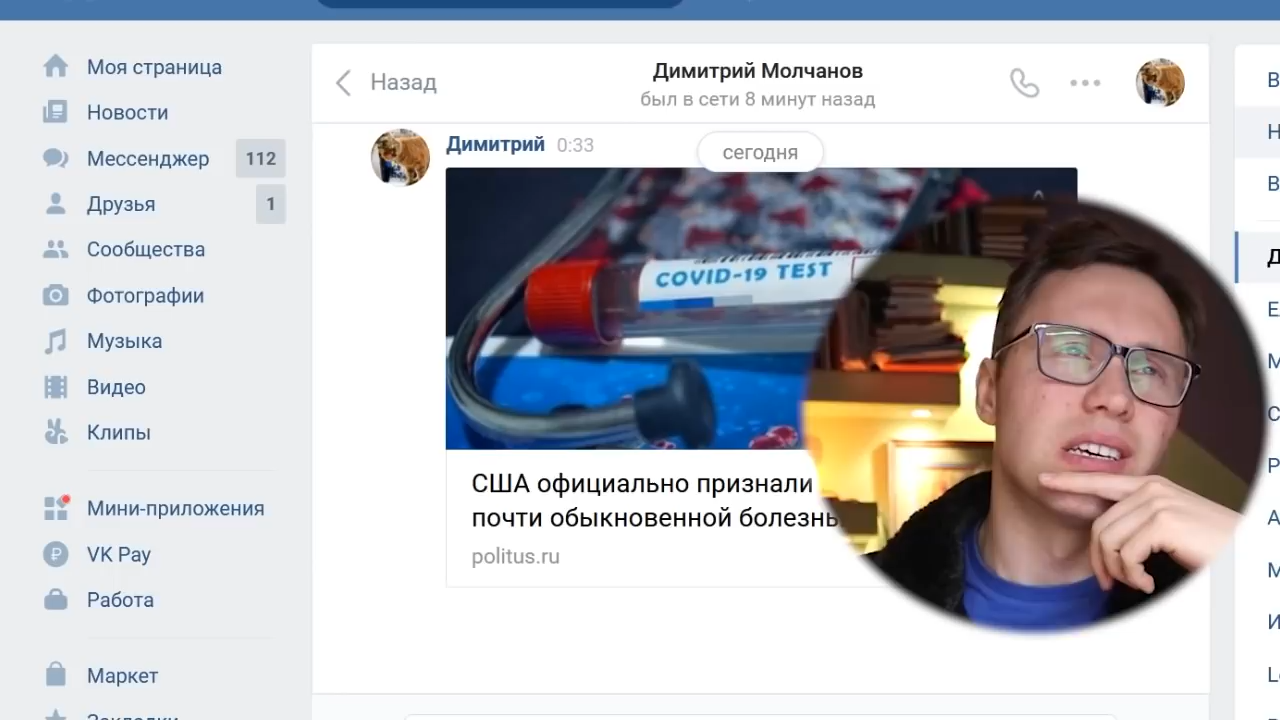 Моя страница
Новости
Мессенджер 112
Друзья 1
Сообщества
Фотографии
Музыка
Видео
Клипы
Мини-приложения
VK Pay
Работа
Маркет
Закладки
Назад
Димитрий Молчанов
был в сети 8 минут назад
Димитрий 0:33
сегодня
COVID-19 TEST
США официально признали
почти обыкновенной болезнь
politus.ru